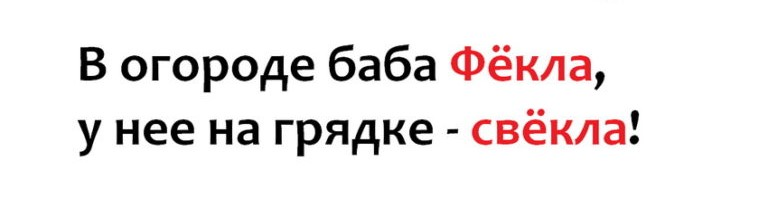 В огороде баба Фёкла,
у нее на грядке - свёкла!